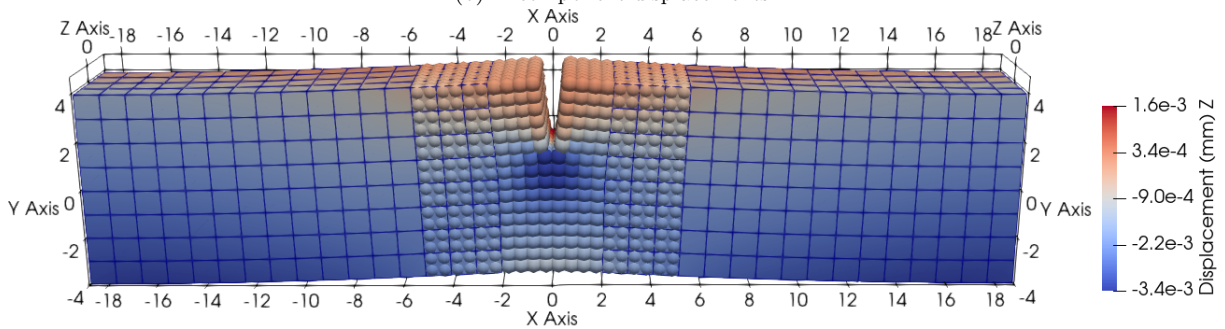 X Axis
Z Axis -18 -16 -14 -12 -10 -8 -6 -4 -2 0 2 4 6 8 10 12 14 16 18 Z Axis
0 0
4 4
2 2
Y Axis 0 0 Y Axis
-2 -2
-4 -18 -16 -14 -12 -10 -8 -6 -4 -2 0 2 4 6 8 10 12 14 16 18 -4
X Axis
1.6e-3
3.4e-4
-9.0e-4
-2.2e-3
-3.4e-3
Displacement (mm) Z